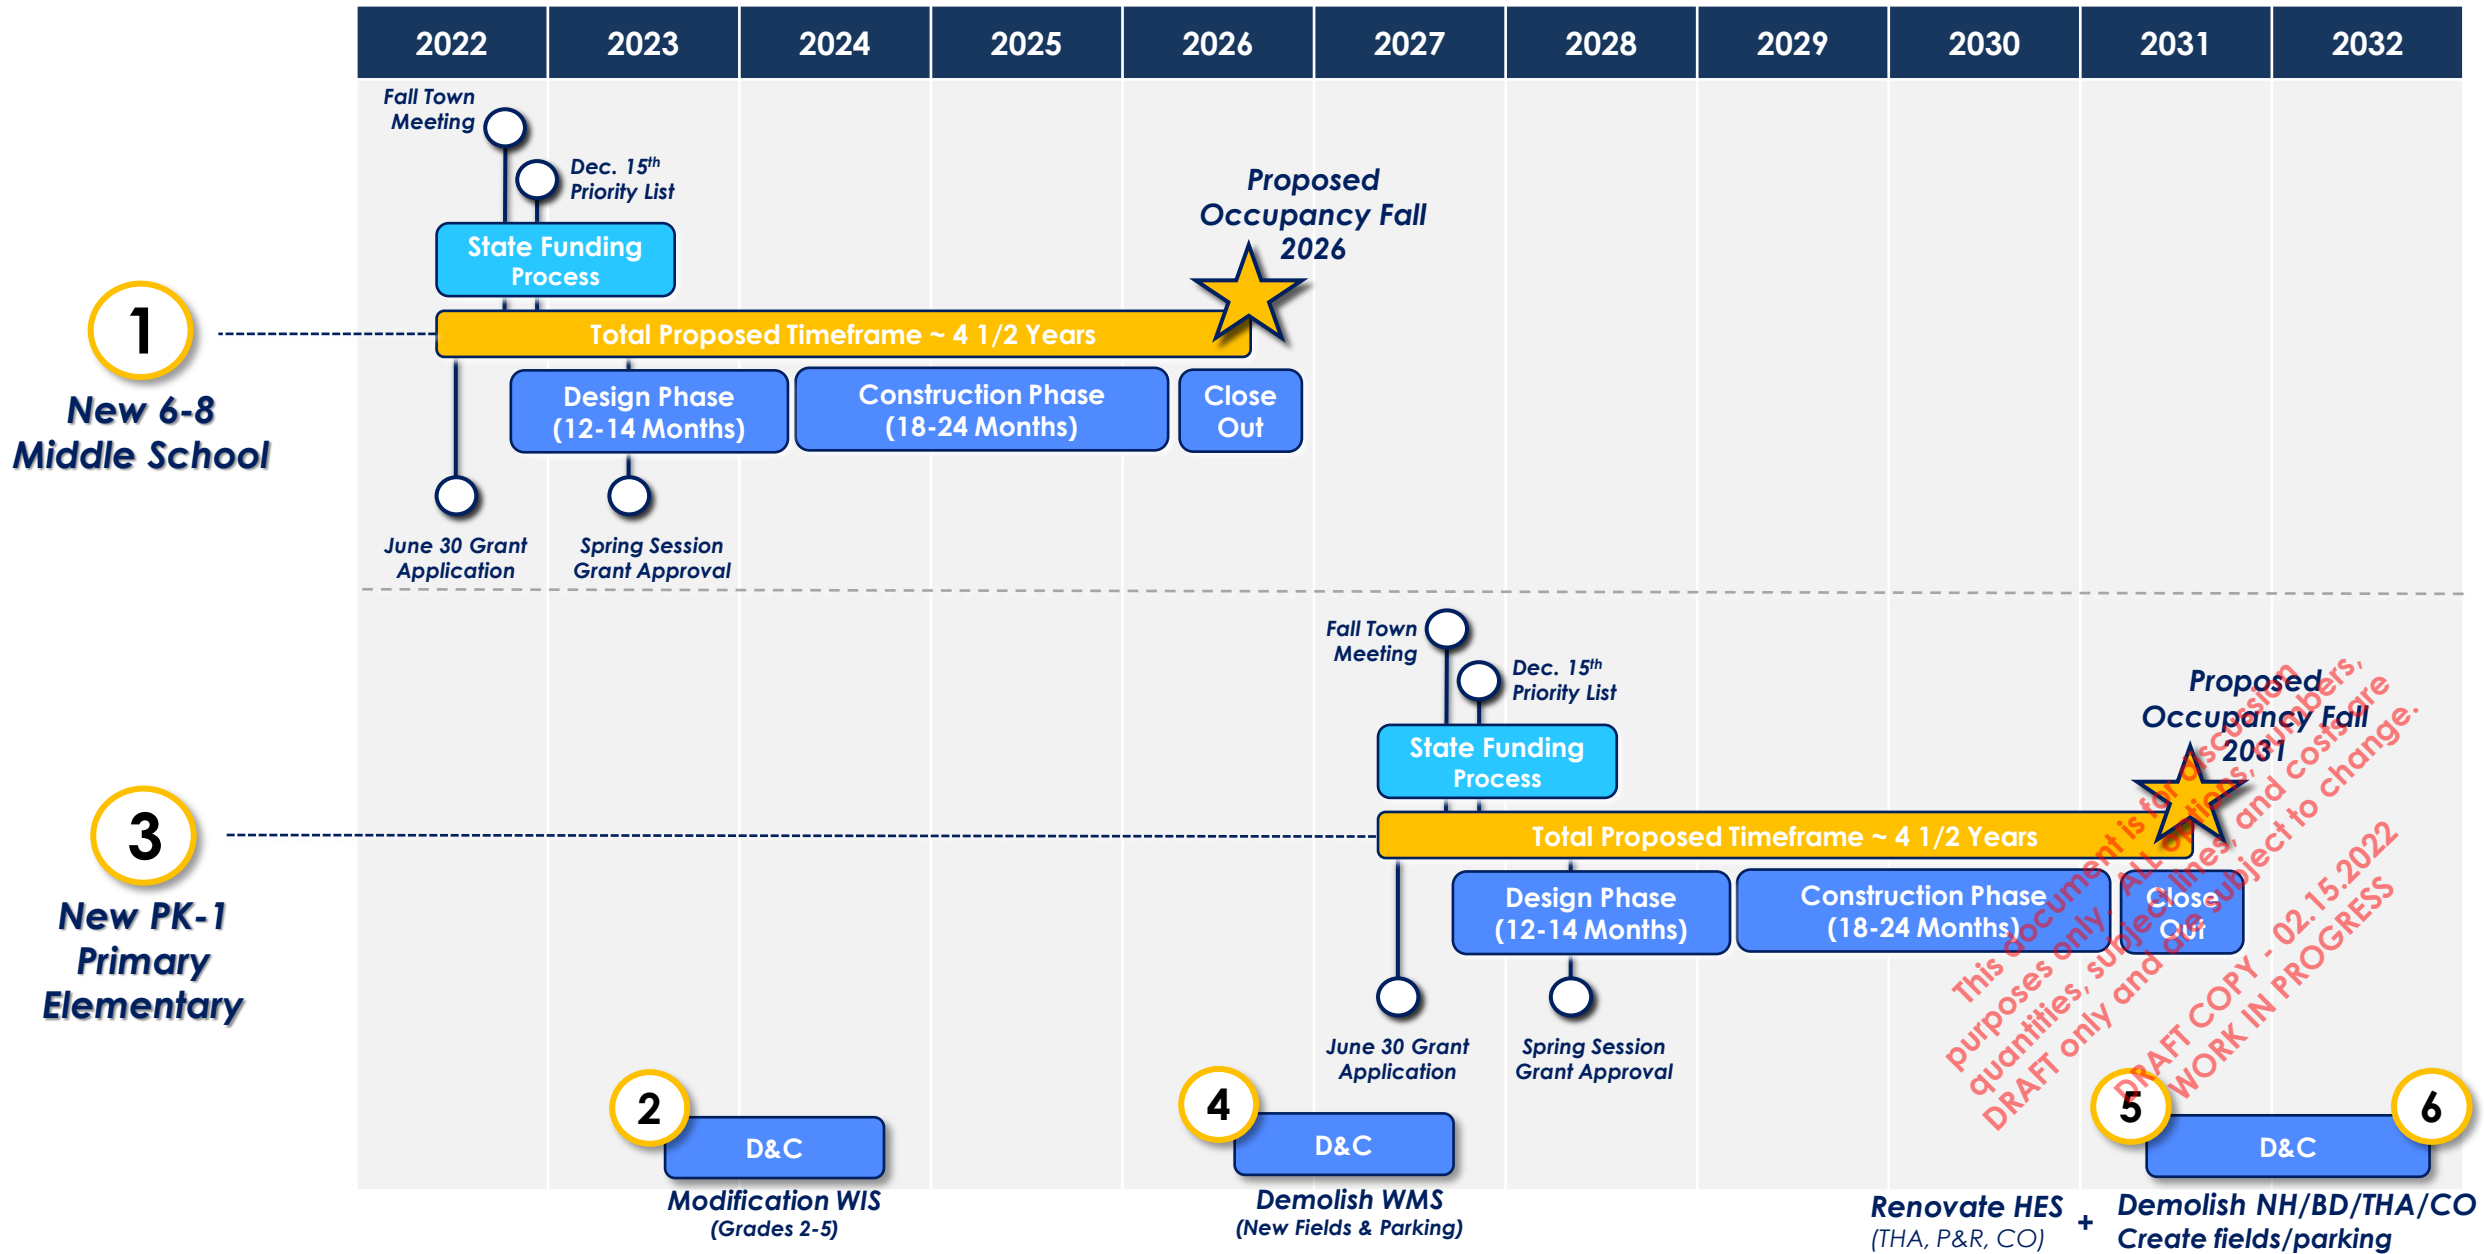 2022 2023 2024 2025 2026 2027 2028 2029 2030 2031 2032
Fall Town
Meeting
Dec. 15th
Priority List
Proposed
Occupancy Fall
2026
State Funding
Process
1
Total Proposed Timeframe ~ 4 1/2 Years
New 6-8
Middle School
Design Phase
(12-14 Months)
Construction Phase
(18-24 Months)
Close
Out
June 30 Grant
Application
Spring Session
Grant Approval
Fall Town
Meeting
Dec. 15th
Priority List
Proposed
Occupancy Fall
2031
State Funding
Process
3
Total Proposed Timeframe ~ 4 1/2 Years
New PK-1
Primary
Elementary
Design Phase
(12-14 Months)
Construction Phase
(18-24 Months)
Close
Out
June 30 Grant
Application
Spring Session
Grant Approval
This document is for discussion
purposes only. ALL options, numbers,
quantities, subject lines, and costs are
DRAFT only and are subject to change.
DRAFT COPY - 02.15.2022
WORK IN PROGRESS
2
D&C
Modification WIS
(Grades 2-5)
4
D&C
Demolish WMS
(New Fields & Parking)
5
D&C
6
Renovate HES
(THA, P&R, CO)
+
Demolish NH/BD/THA/CO
Create fields/parking